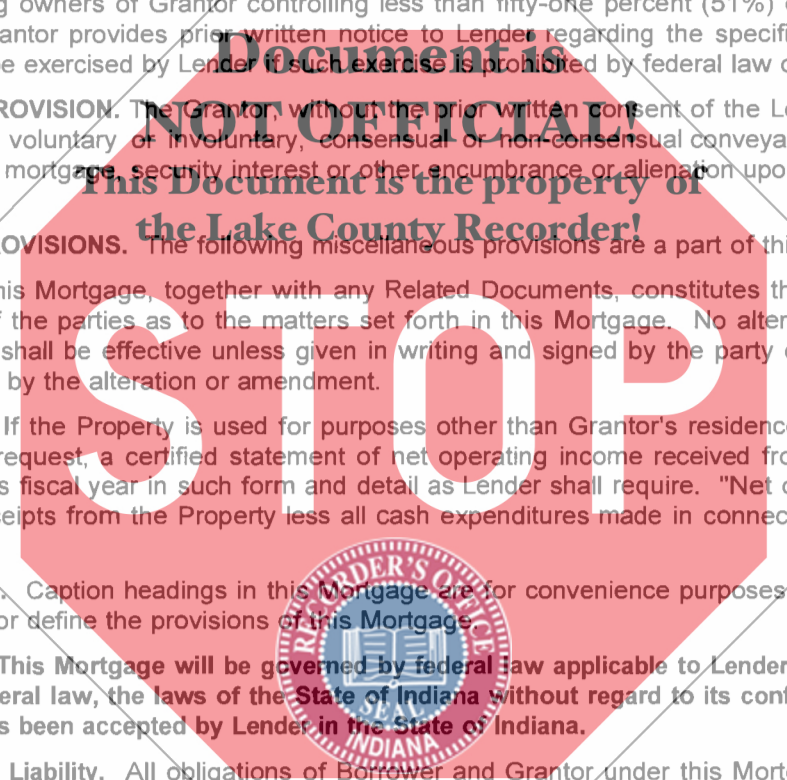 g owners of Grantor controlling less than fifty-one percent (51%)
antor provides prior written notice to Lender regarding the specifi
Document is
be exercised by Lender if such exercise is prohibited by federal law
ROVISION. The Grantor, without the prior written consent of the L
NOT OFFICIAL!
voluntary or involuntary, consensual or non-consensual conveya
mortgage, security interest or other encumbrance or alienation upo
This Document is the property of
the Lake County Recorder!
OVISIONS. The following miscellaneous provisions are a part of thi
his Mortgage, together with any Related Documents, constitutes th
f the parties as to the matters set forth in this Mortgage. No alter
shall be effective unless given in writing and signed by the party
by the alteration or amendment.
STOP
If the Property is used for purposes other than Grantor's residenc
request, a certified statement of net operating income received fro
s fiscal year in such form and detail as Lender shall require. "Net o
ceipts from the Property less all cash expenditures made in connec
. Caption headings in this Mortgage are for convenience purposes
or define the provisions of this Mortgage.
RECORDER'S OFFICE
This Mortgage will be governed by federal law applicable to Lender
eral law, the laws of the State of Indiana without regard to its conf
SEAL
s been accepted by Lender in the State of Indiana.
INDIANA
Liability. All obligations of Borrower and Grantor under this Mort